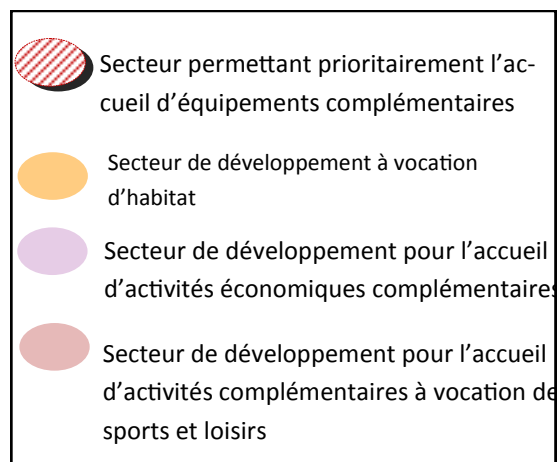 Secteur permettant prioritairement l’ac-
cueil d’équipements complémentaires
Secteur de développement à vocation
d’habitat
Secteur de développement pour l’accueil
d’activités économiques complémentaires
Secteur de développement pour l’accueil
d’activités complémentaires à vocation de
sports et loisirs